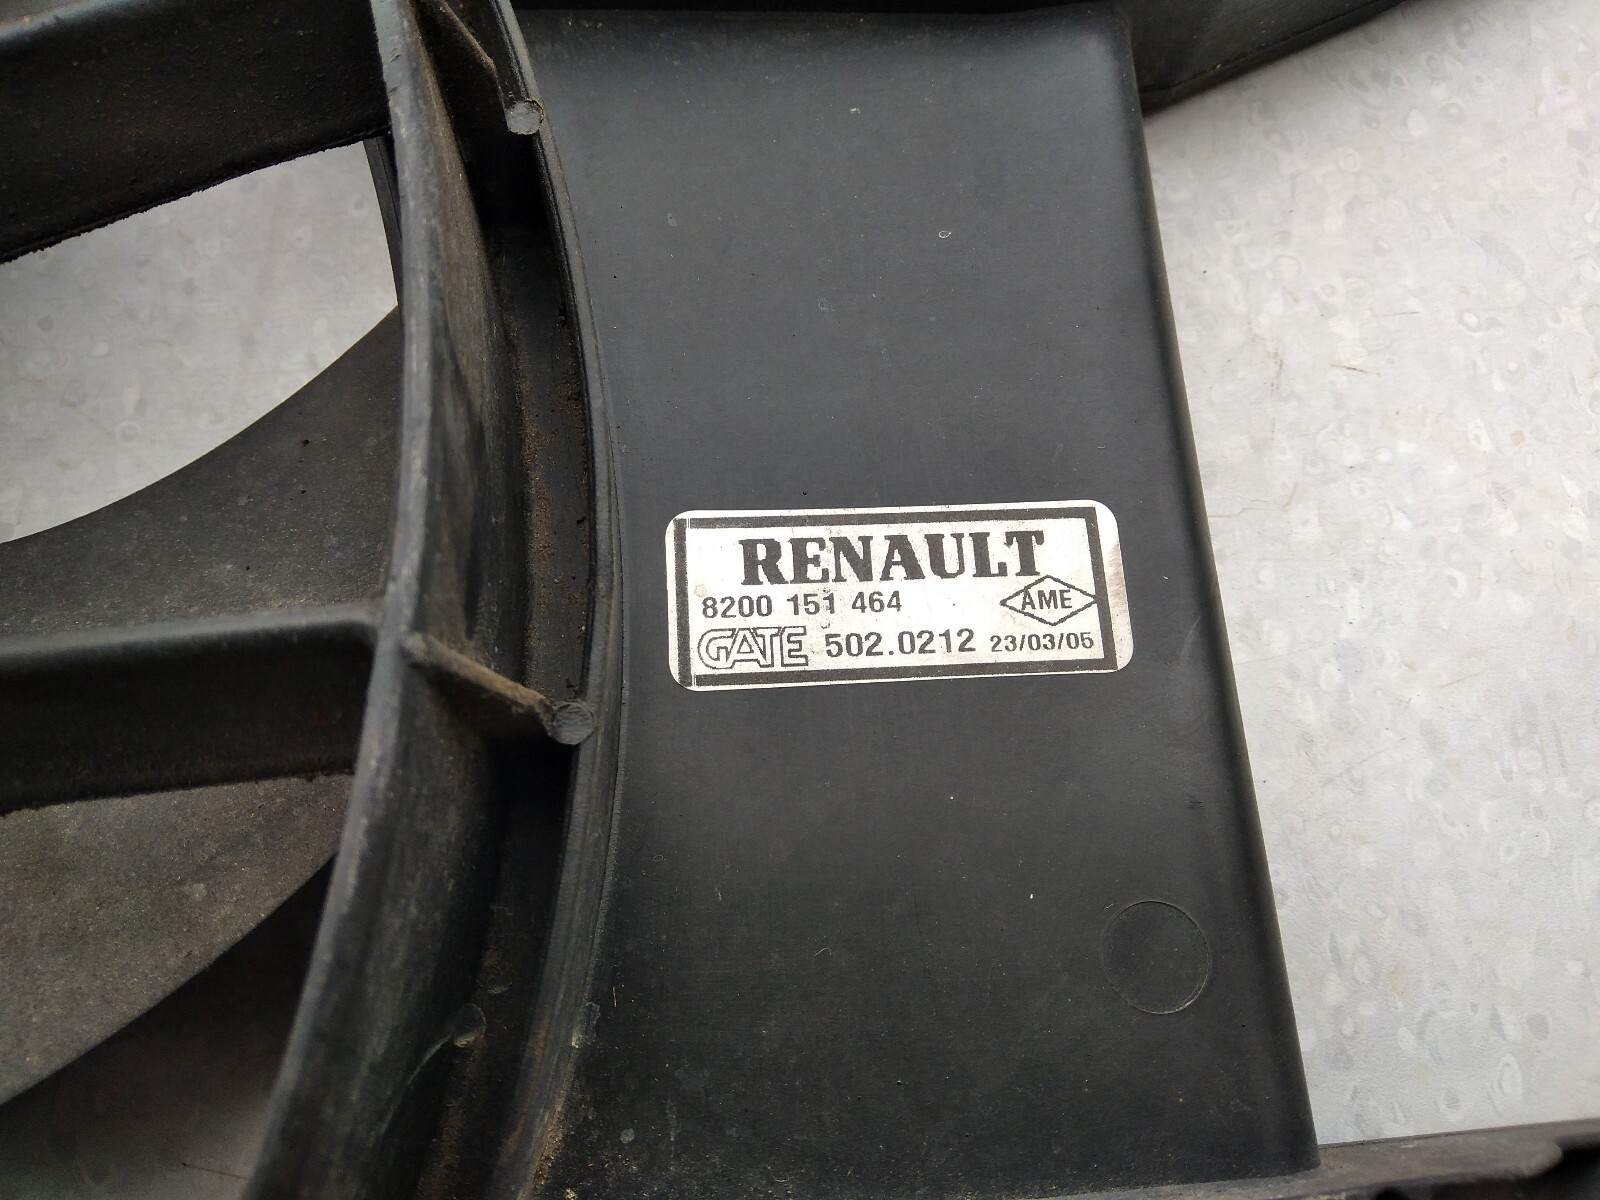 RENAULT
8200 151 464 AME
GATE 502.0212 23/03/05